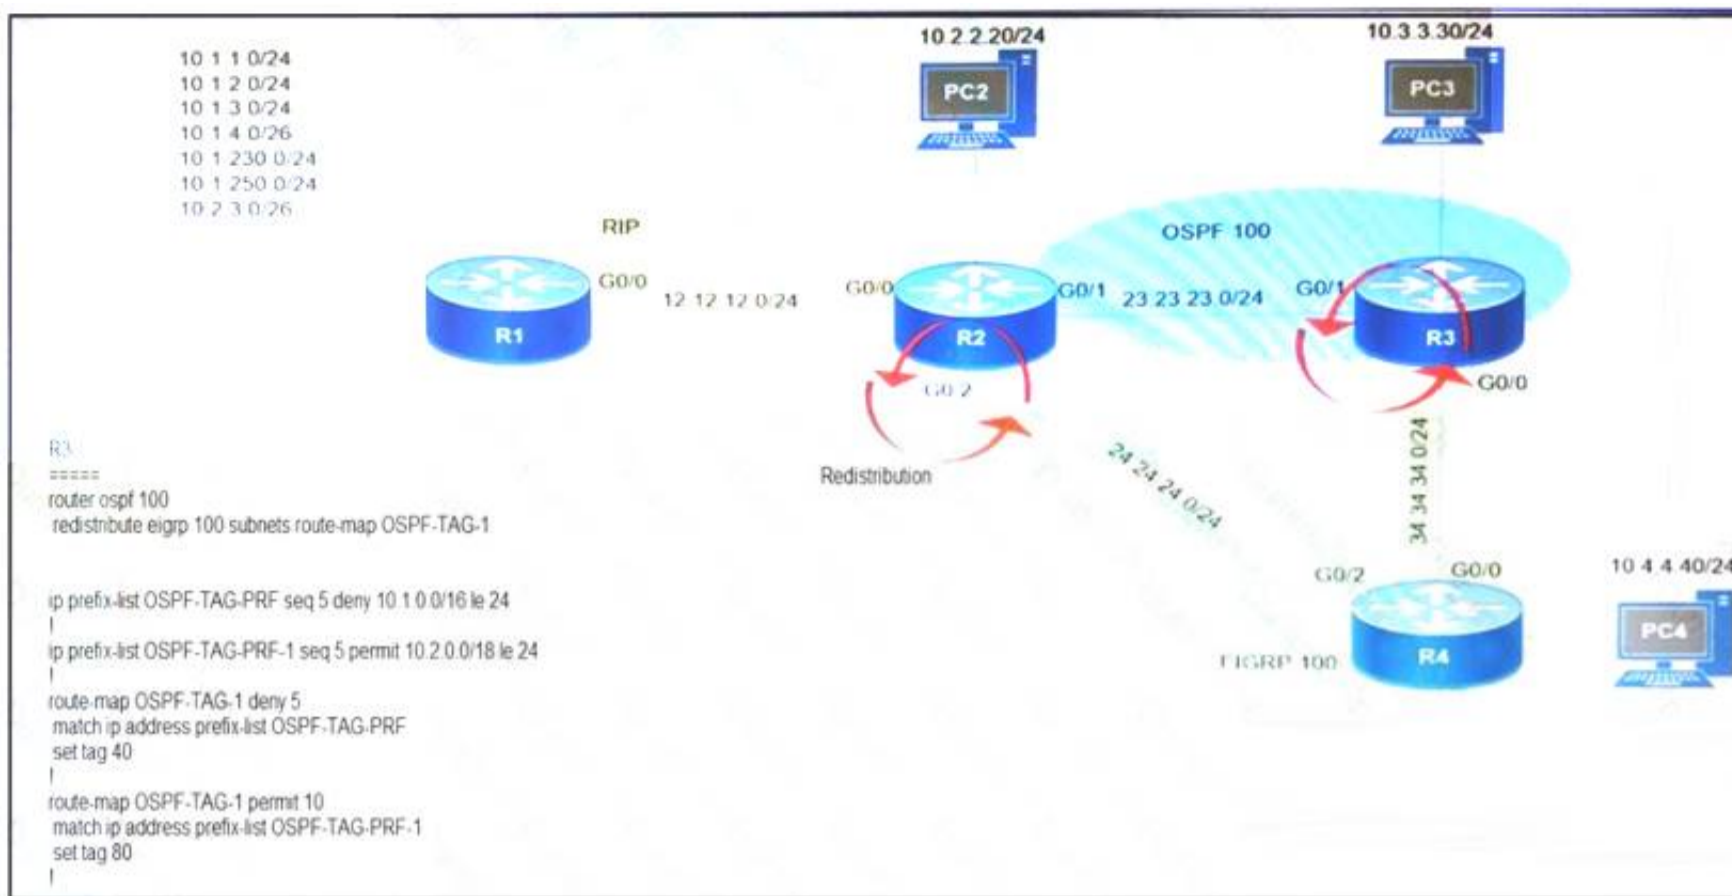 10 1 1 0/24
10 1 2 0/24
10 1 3 0/24
10 1 4 0/26
10 1 230 0/24
10 1 250 0/24
10 2 3 0/26
10 2 2 20/24
PC2
10 3 3 30/24
PC3
RIP
OSPF 100
G0/0
12 12 12 0/24
G0/0
G0/1
23 23 23 0/24
G0/1
R1
R2
R3
G0 2
G0/0
Redistribution
24 24 24 0/24
34 34 34 0/24
G0/2
G0/0
10 4 4 40/24
EIGRP 100
R4
PC4
R3
=====
router ospf 100
redistribute eigrp 100 subnets route-map OSPF-TAG-1
ip prefix-list OSPF-TAG-PRF seq 5 deny 10 1 0.0/16 le 24
!
ip prefix-list OSPF-TAG-PRF-1 seq 5 permit 10.2.0.0/18 le 24
!
route-map OSPF-TAG-1 deny 5
match ip address prefix-list OSPF-TAG-PRF
set tag 40
!
route-map OSPF-TAG-1 permit 10
match ip address prefix-list OSPF-TAG-PRF-1
set tag 80
!